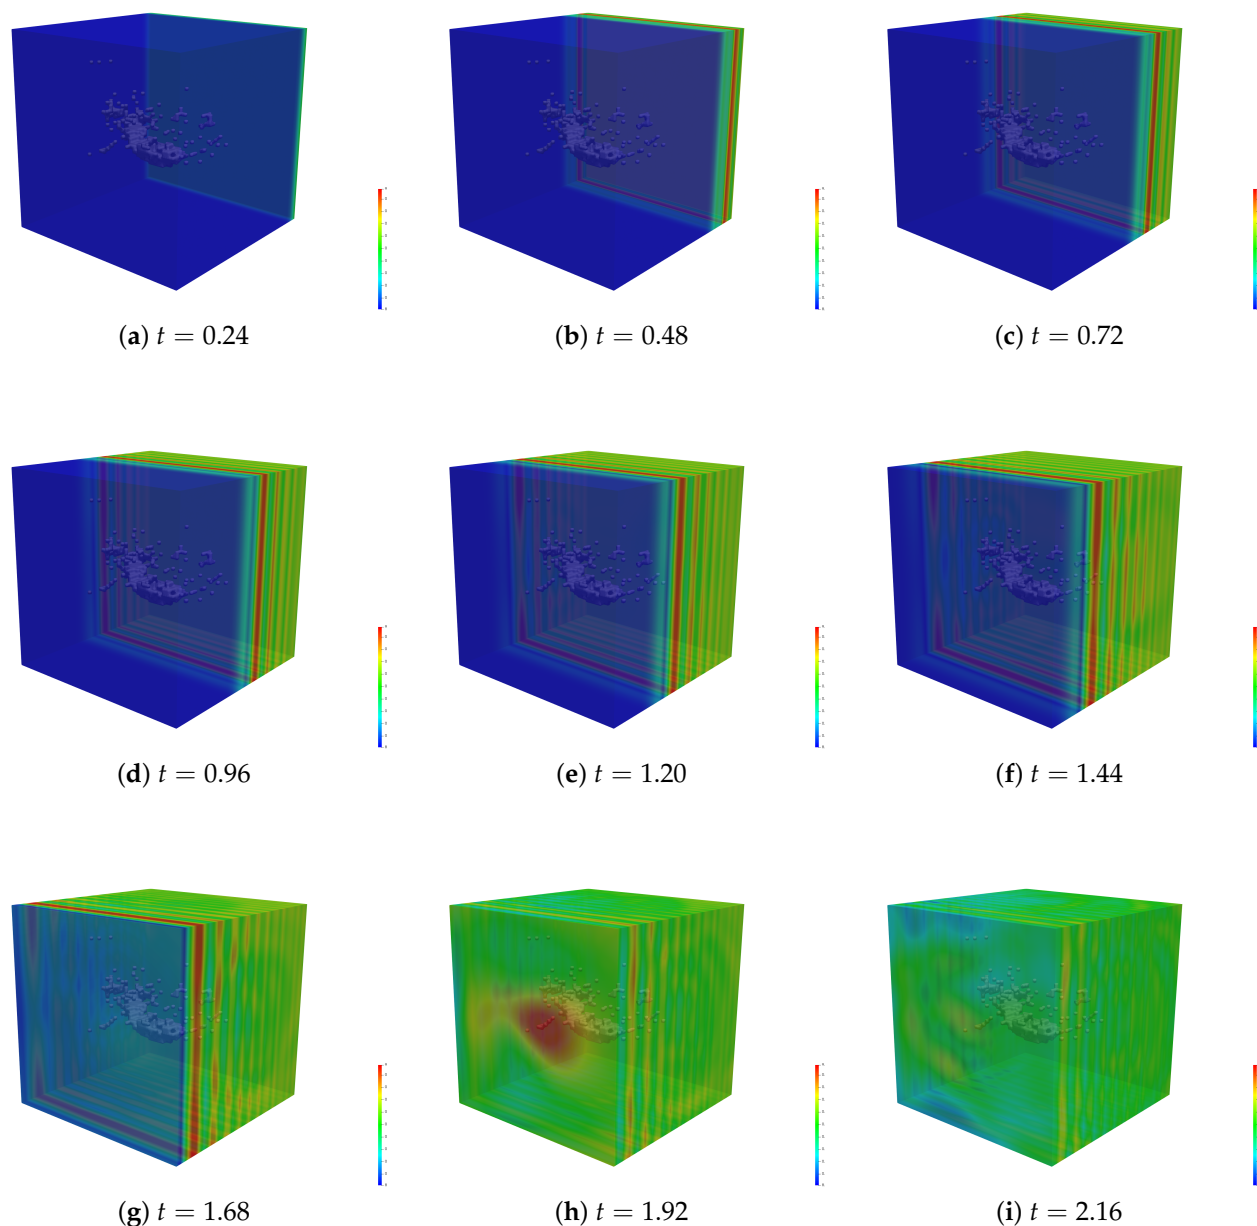 (a) t = 0.24
(b) t = 0.48
(c) t = 0.72
(d) t = 0.96
(e) t = 1.20
(f) t = 1.44
(g) t = 1.68
(h) t = 1.92
(i) t = 2.16